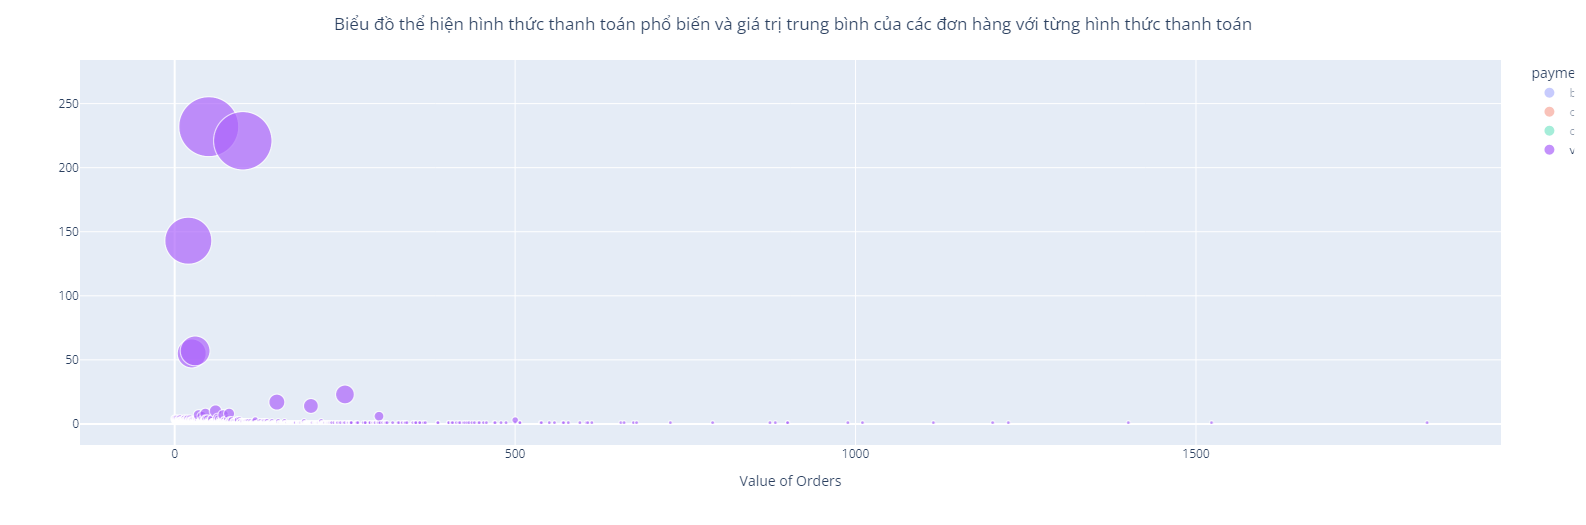 Biểu đồ thể hiện hình thức thanh toán phổ biến và giá trị trung bình của các đơn hàng với từng hình thức thanh toán
payme
b
c
c
v
250
200
150
100
50
0
0 500 1000 1500
Value of Orders